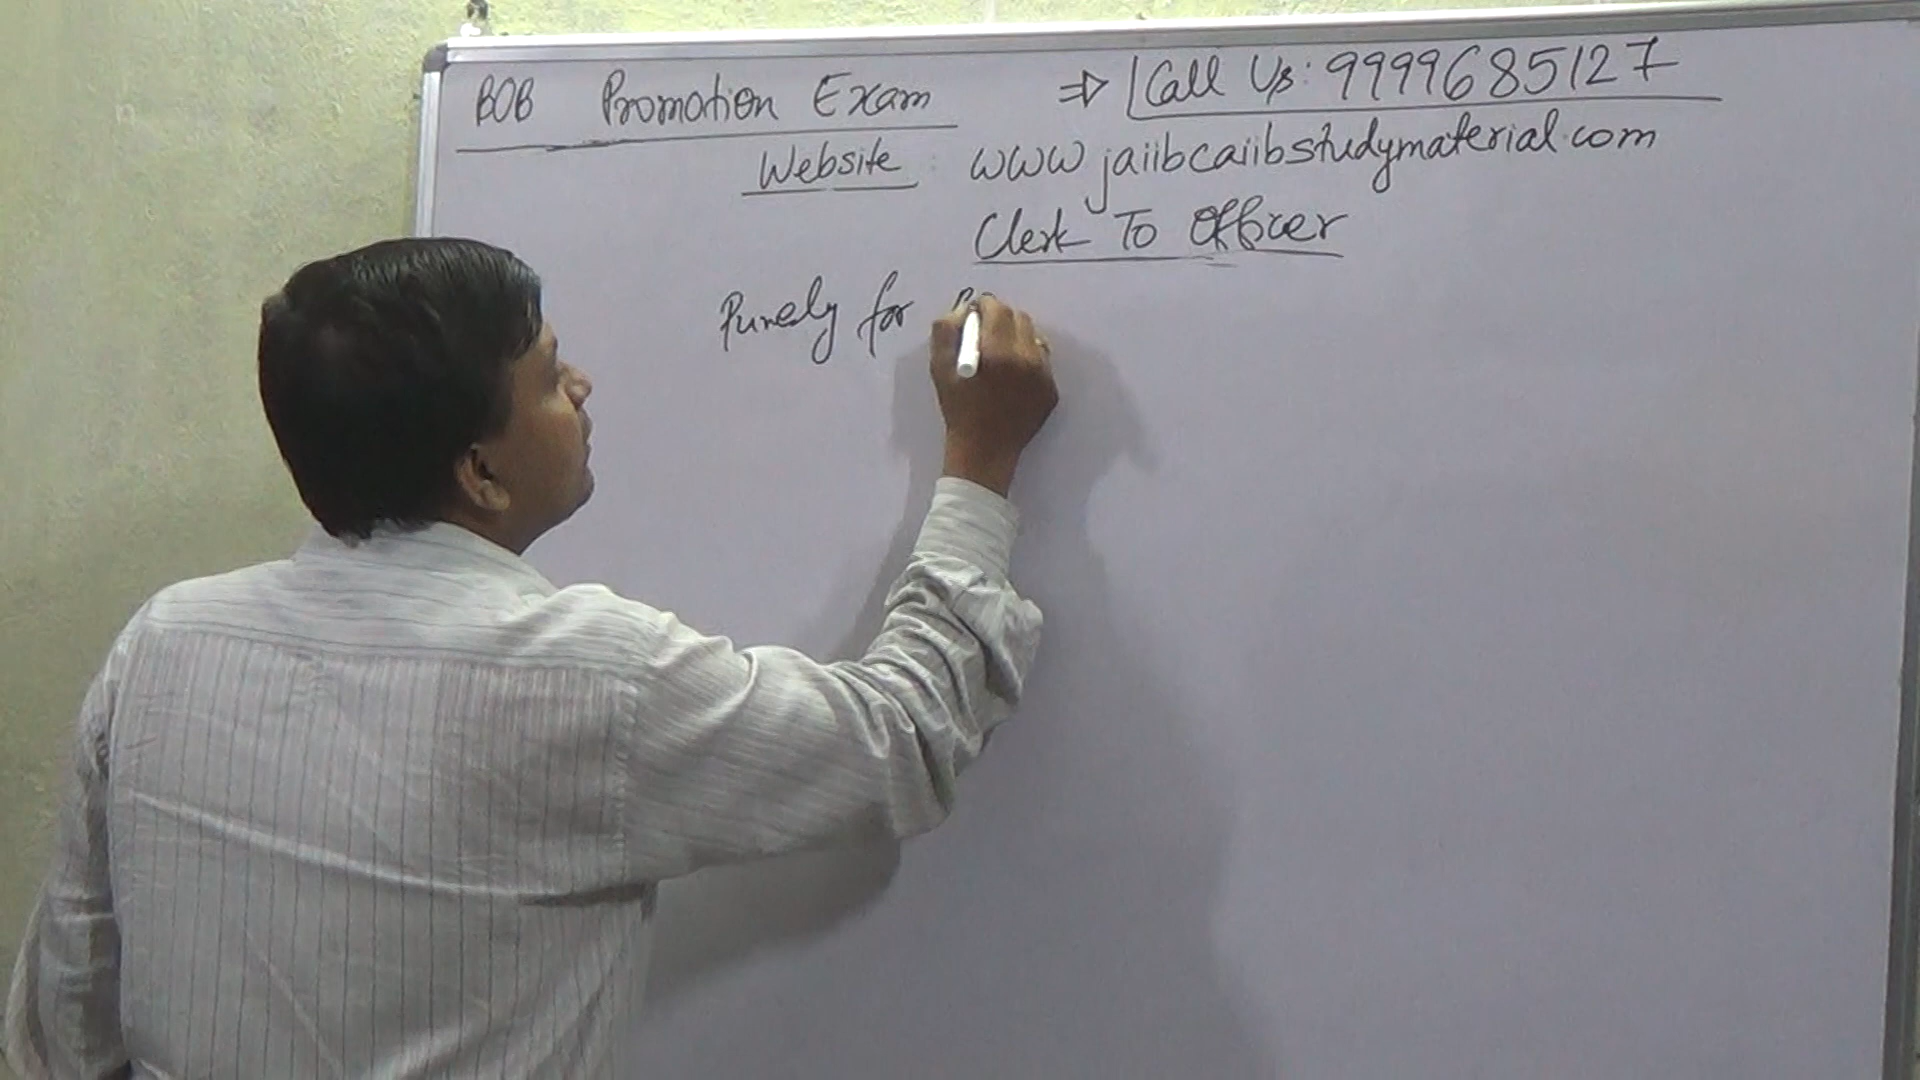 BOB Promotion Exam ⇒ Call Us: 9999685127
Website : www.jaiibcaiibstudymaterial.com
Clerk To Officer
Purely for